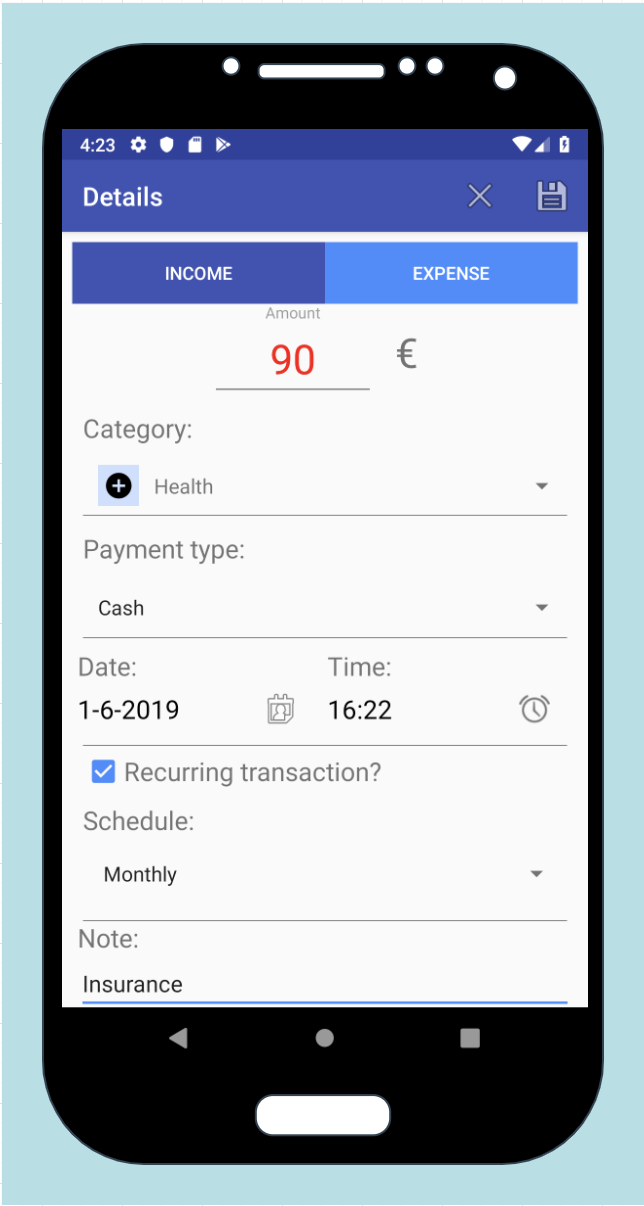 4:23
Details
INCOME EXPENSE
Amount
90 €
Category:
Health
Payment type:
Cash
Date: Time:
1-6-2019 16:22
Recurring transaction?
Schedule:
Monthly
Note:
Insurance